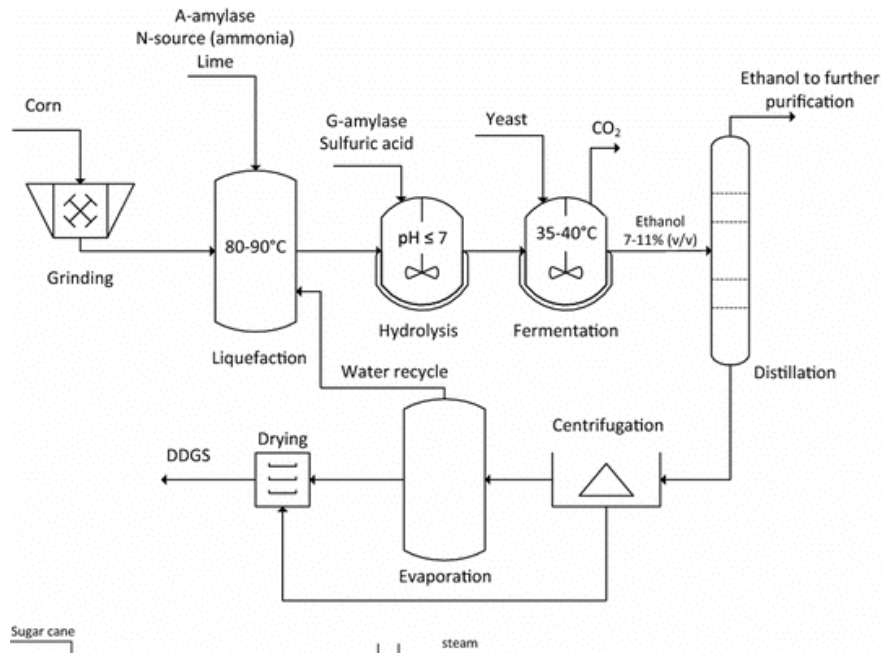 A-amylase
N-source (ammonia)
Lime
Ethanol to further
purification
Corn
G-amylase
Sulfuric acid
Yeast
CO₂
80-90°C
pH ≤ 7
35-40°C
Ethanol
7-11% (v/v)
Grinding
Hydrolysis
Fermentation
Liquefaction
Water recycle
Distillation
Centrifugation
Drying
DDGS
Evaporation
Sugar cane
steam